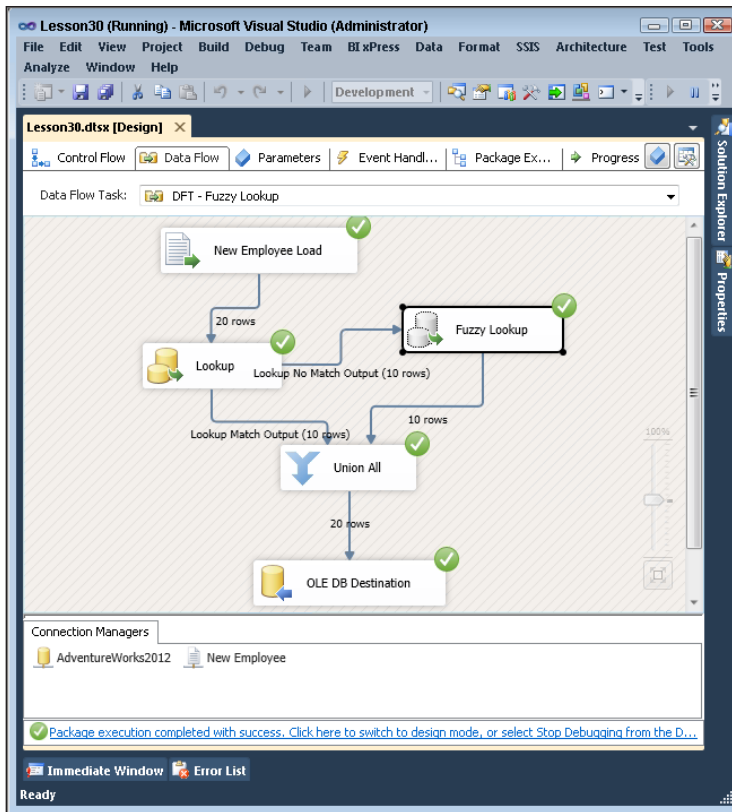 Lesson30 (Running) - Microsoft Visual Studio (Administrator)
File Edit View Project Build Debug Team BI xPress Data Format SSIS Architecture Test Tools
Analyze Window Help
Development
Lesson30.dtsx [Design]
Control Flow Data Flow Parameters Event Handl... Package Ex... Progress
Data Flow Task: DFT - Fuzzy Lookup
New Employee Load
20 rows
Fuzzy Lookup
Lookup
Lookup No Match Output (10 rows)
10 rows
Lookup Match Output (10 rows)
100%
Union All
20 rows
OLE DB Destination
Connection Managers
AdventureWorks2012 New Employee
Package execution completed with success. Click here to switch to design mode, or select Stop Debugging from the D...
Immediate Window Error List
Ready
Solution Explorer
Properties